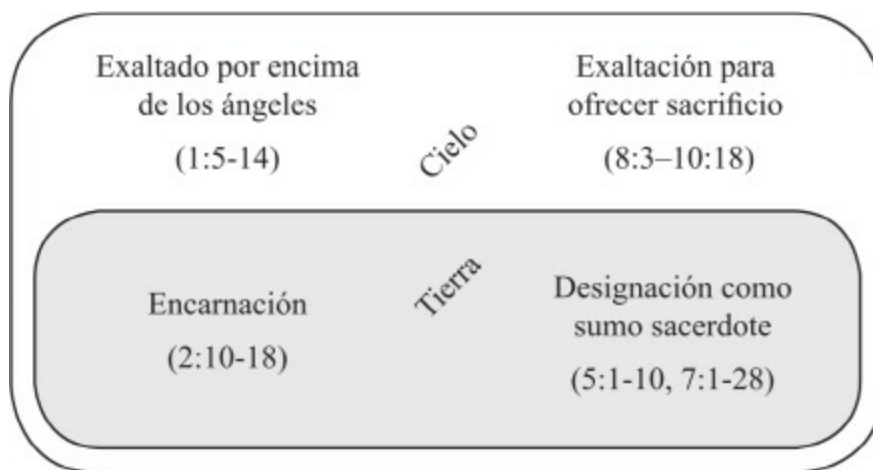 Exaltado por encima
de los ángeles
(1:5-14)
Cielo
Exaltación para
ofrecer sacrificio
(8:3–10:18)
Encarnación
(2:10-18)
Tierra
Designación como
sumo sacerdote
(5:1-10, 7:1-28)